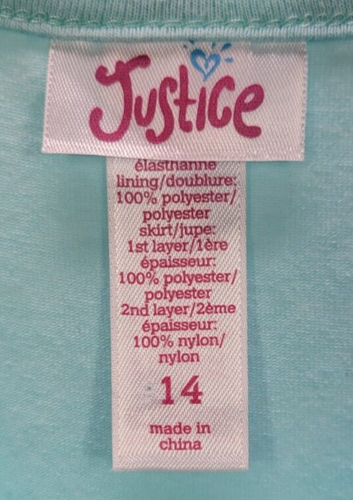 Justice
élasthanne
lining/doublure:
100% polyester/
polyester
skirt/jupe:
1st layer/1ère
épaisseur:
100% polyester/
polyester
2nd layer/2ème
épaisseur:
100% nylon/
nylon
14
made in
china